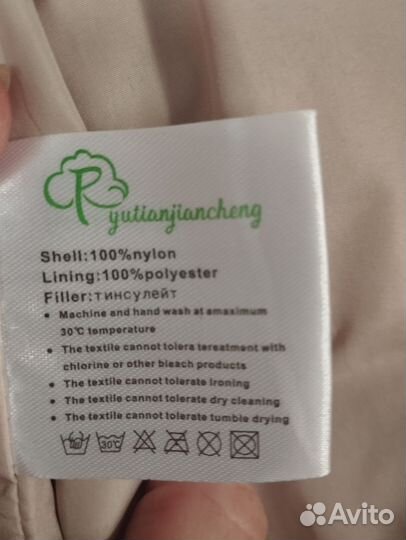 Ryutianjiancheng
Shell:100%nylon
Lining:100%polyester
Filler:тинсулейт
• Machine and hand wash at amaximum
30℃ temperature
• The textile cannot tolera tereatment with
chlorine or other bleach products
• The textile cannot tolerate Ironing
• The textile cannot tolerate dry cleaning
• The textile cannot tolerate tumble drying
30℃
Avito